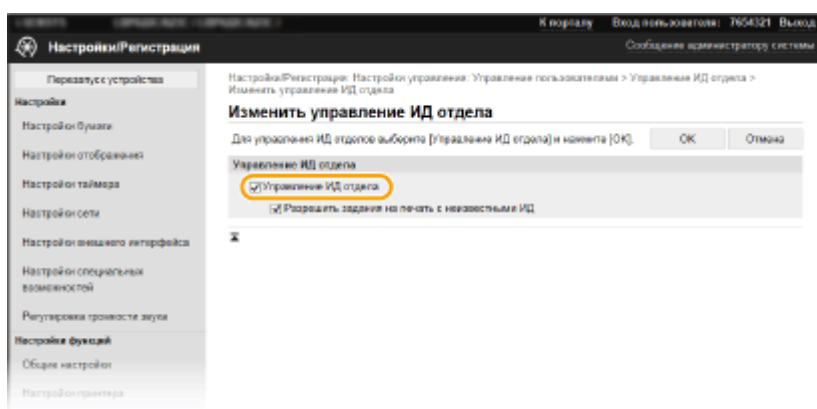 К порталу Вход пользователя: 7654321 Выход
Настройки/Регистрация
Сообщение администратору системы
Перезапуск устройства
Настройки
Настройки бумаги
Настройки отображения
Настройки таймера
Настройки сети
Настройки внешнего интерфейса
Настройки специальных
возможностей
Регулировка громкости звука
Настройки функций
Общие настройки
Настройки принтера
Настройки/Регистрация: Настройки управления: Управление пользователями > Управление ИД отдела >
Изменить управление ИД отдела
Изменить управление ИД отдела
Для управления ИД отделов выберите [Управление ИД отдела] и нажмите [OK].
OK
Отмена
Управление ИД отдела
Управление ИД отдела
Разрешить задания на печать с неизвестными ИД